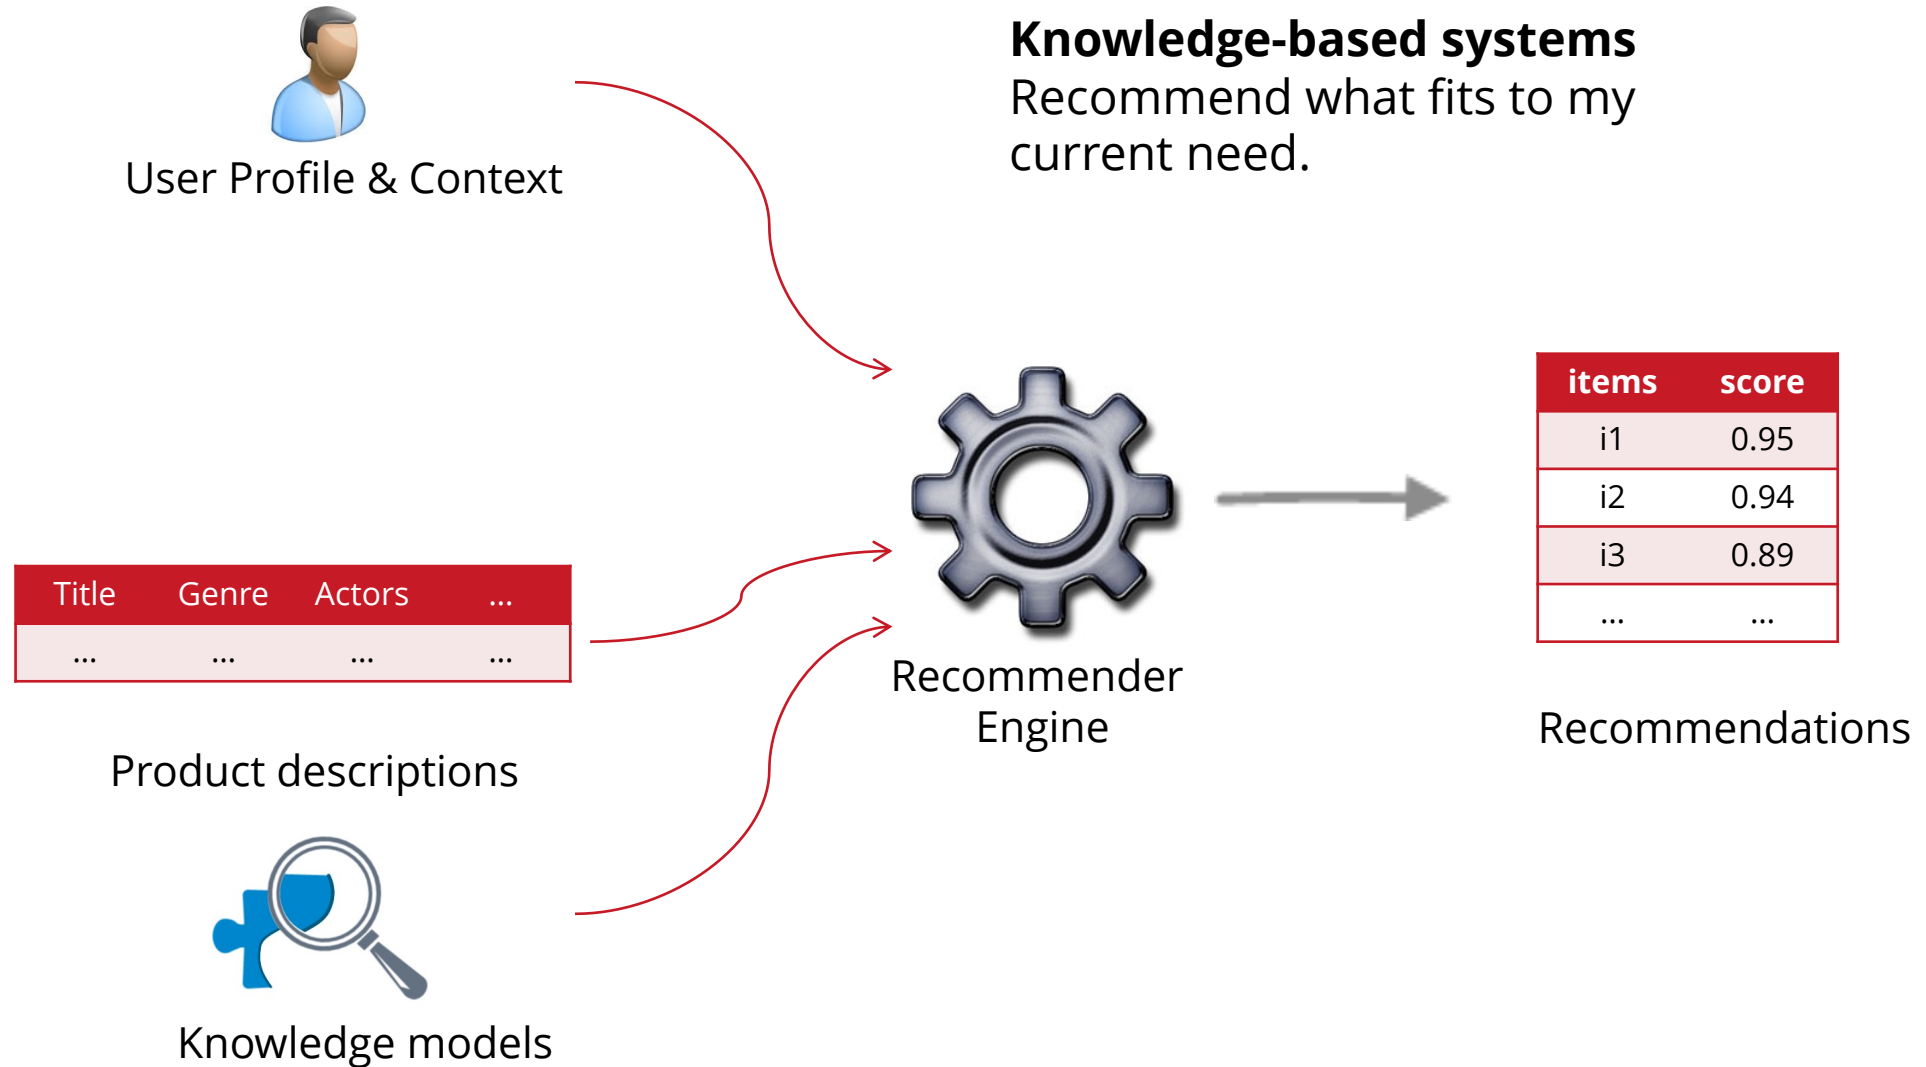 Knowledge-based systems
Recommend what fits to my
current need.
User Profile & Context
Title Genre Actors ...
... ... ... ...
Product descriptions
Knowledge models
Recommender
Engine
items score
i1 0.95
i2 0.94
i3 0.89
... ...
Recommendations